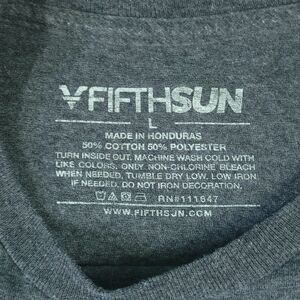 FIFTHSUN
L
MADE IN HONDURAS
50% COTTON 50% POLYESTER
TURN INSIDE OUT. MACHINE WASH COLD WITH
LIKE COLORS. ONLY NON-CHLORINE BLEACH
WHEN NEEDED. TUMBLE DRY LOW. LOW IRON
IF NEEDED. DO NOT IRON DECORATION.
RN#111647
WWW.FIFTHSUN.COM